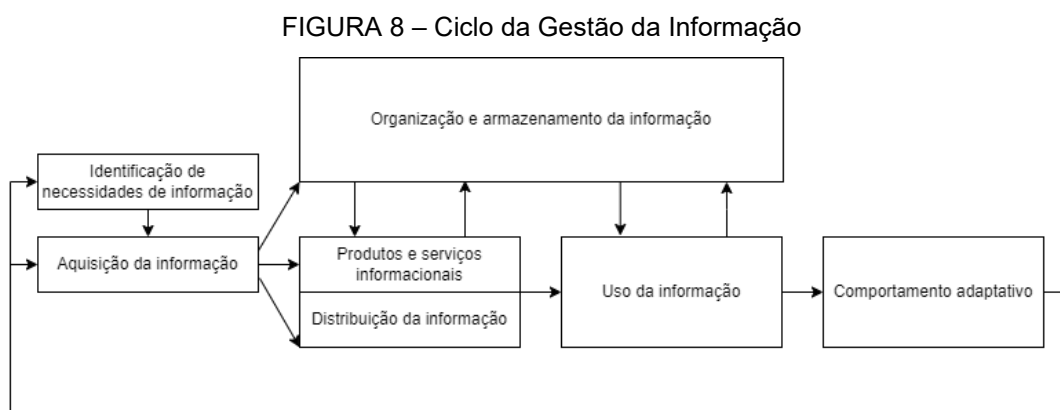 FIGURA 8 – Ciclo da Gestão da Informação
Organização e armazenamento da informação
Identificação de
necessidades de informação
Aquisição da informação
Produtos e serviços
informacionais
Distribuição da informação
Uso da informação
Comportamento adaptativo